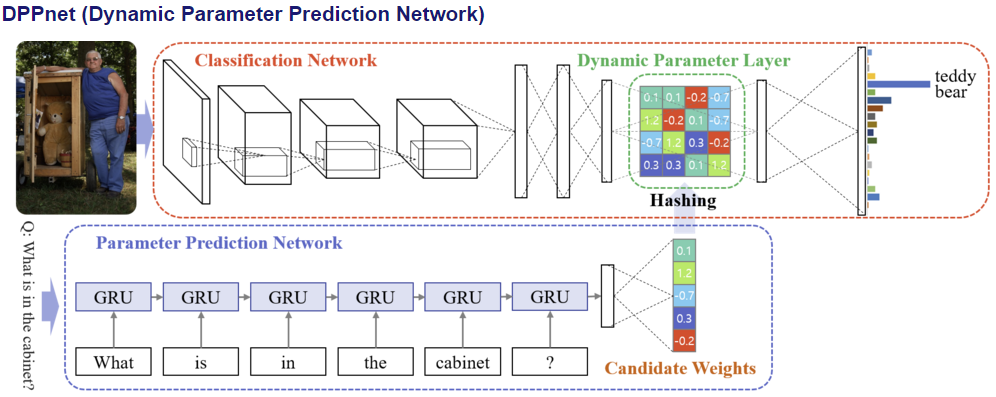 DPPnet (Dynamic Parameter Prediction Network)
Classification Network
Dynamic Parameter Layer
0.1 0.1 -0.2 -0.7
1.2 -0.2 0.1 -0.7
-0.7 1.2 0.3 -0.2
0.3 0.3 0.1 1.2
teddy
bear
Hashing
Q: What is in the cabinet?
Parameter Prediction Network
GRU GRU GRU GRU GRU GRU
What is in the cabinet ?
0.1
1.2
-0.7
0.3
-0.2
Candidate Weights